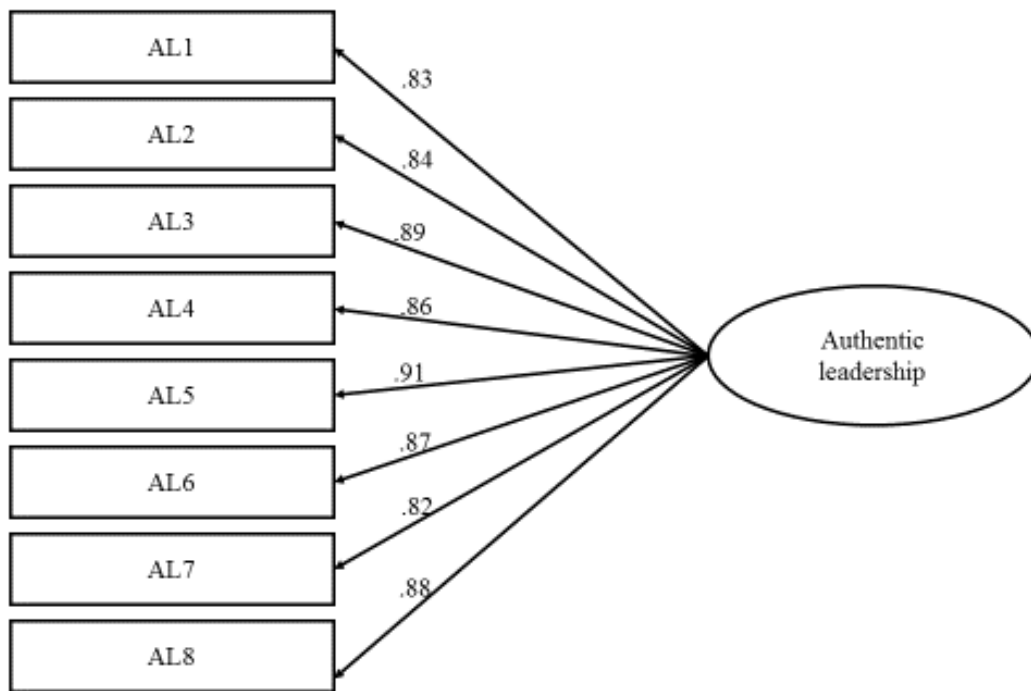 AL1
.83
AL2
.84
AL3
.89
AL4
.86
Authentic
leadership
AL5
.91
AL6
.87
AL7
.82
AL8
.88